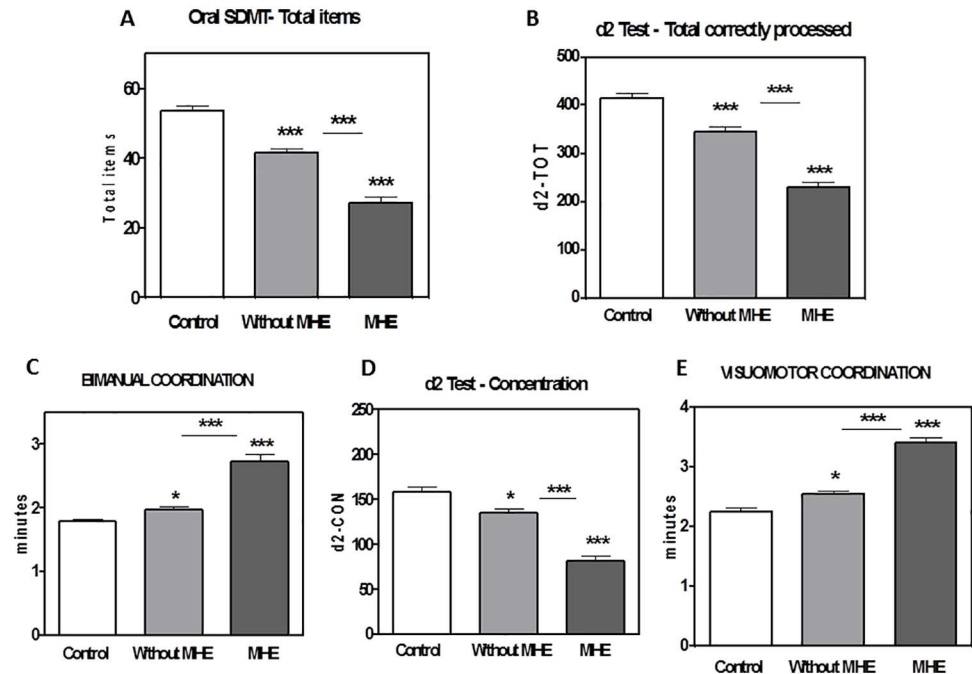 A
Oral SDMT- Total items
Total items
60
40
20
0
***
***
***
Control Without MHE MHE
B
d2 Test - Total correctly processed
d2-TOT
500
400
300
200
100
0
***
***
***
Control Without MHE MHE
C
BIMANUAL COORDINATION
minutes
3
2
1
0
*
***
***
Control Without MHE MHE
D
d2 Test - Concentration
d2-CON
250
200
150
100
50
0
*
***
***
Control Without MHE MHE
E
VISUOMOTOR COORDINATION
minutes
4
3
2
1
0
*
***
***
Control Without MHE MHE